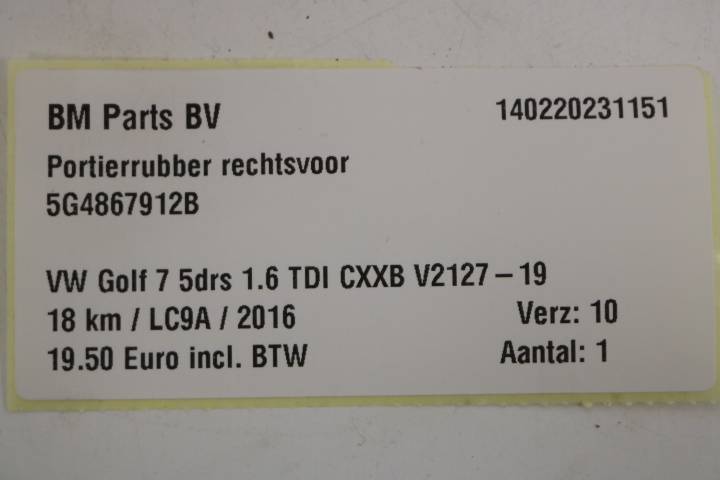 BM Parts BV 140220231151
Portierrubber rechtsvoor
5G4867912B
VW Golf 7 5drs 1.6 TDI CXXB V2127 – 19
18 km / LC9A / 2016 Verz: 10
19.50 Euro incl. BTW Aantal: 1